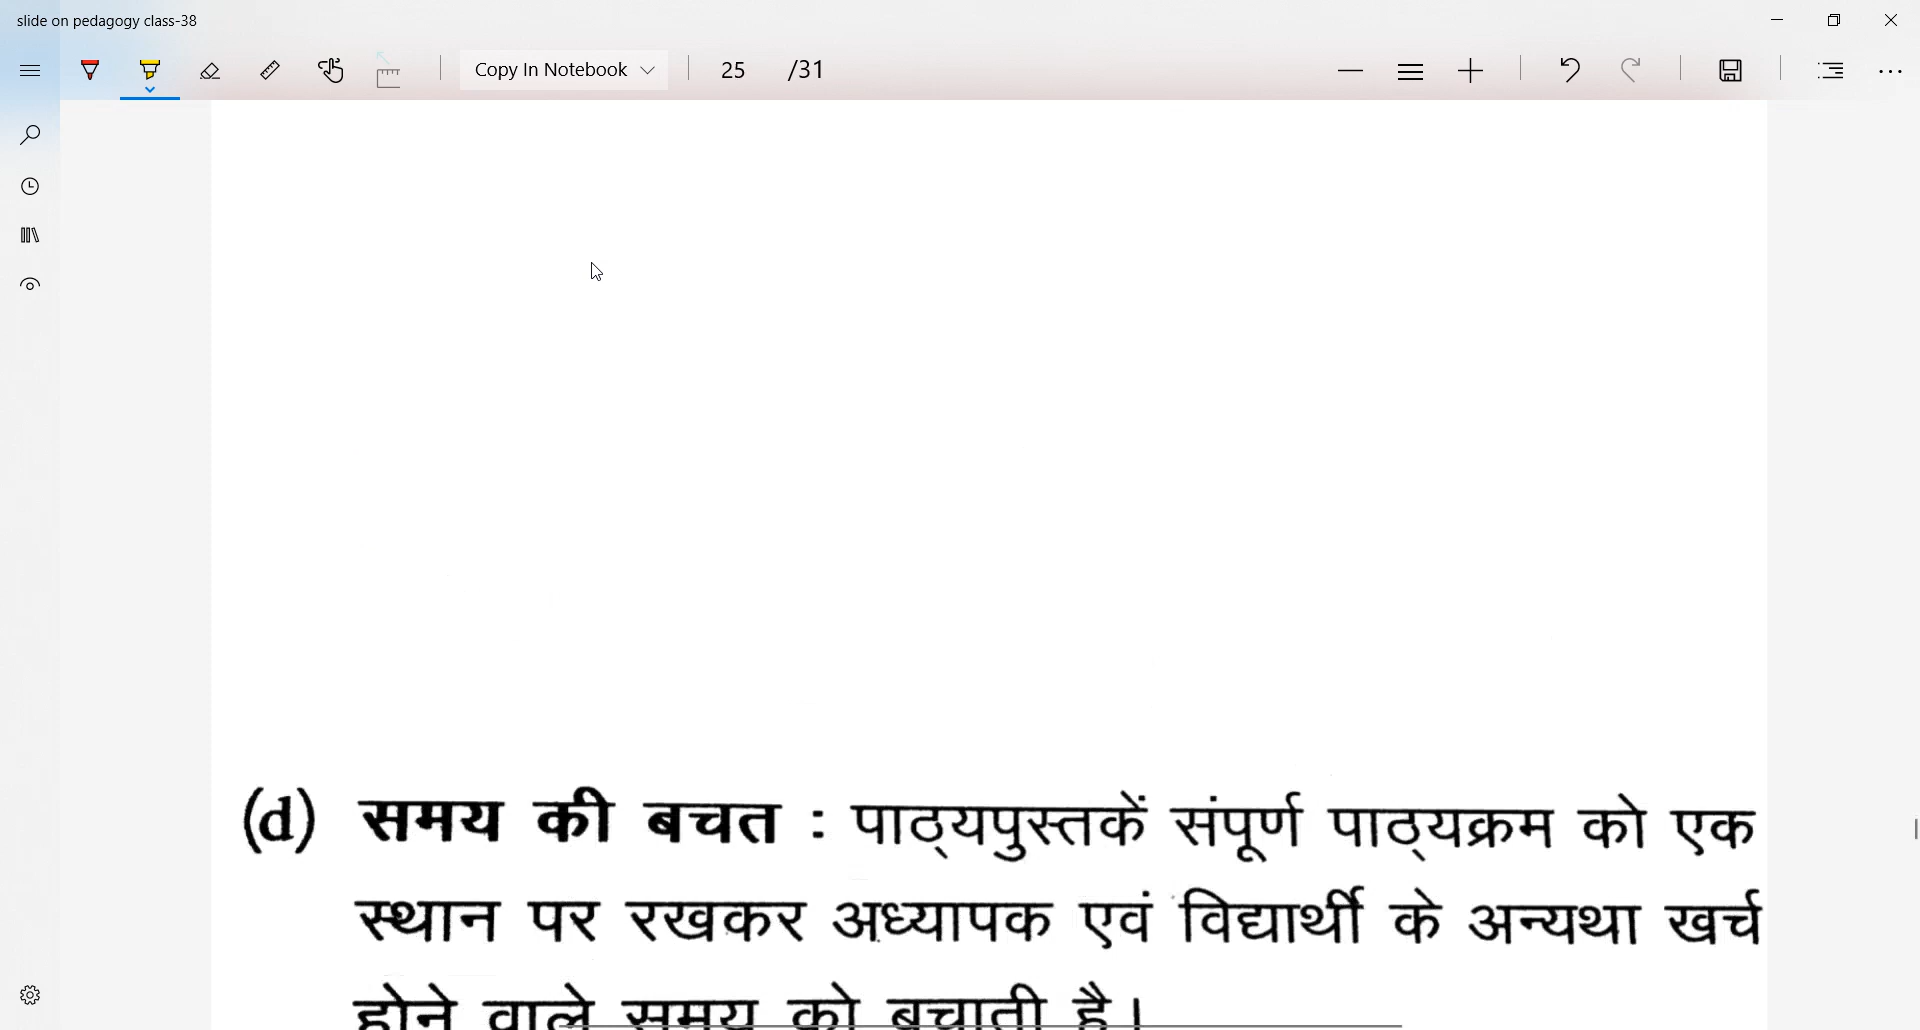 slide on pedagogy class-38
Copy In Notebook 25 /31
(d) समय की बचत : पाठ्यपुस्तकें संपूर्ण पाठ्यक्रम को एक
स्थान पर रखकर अध्यापक एवं विद्यार्थी के अन्यथा खर्च
होने वाले समय को बचाती है।